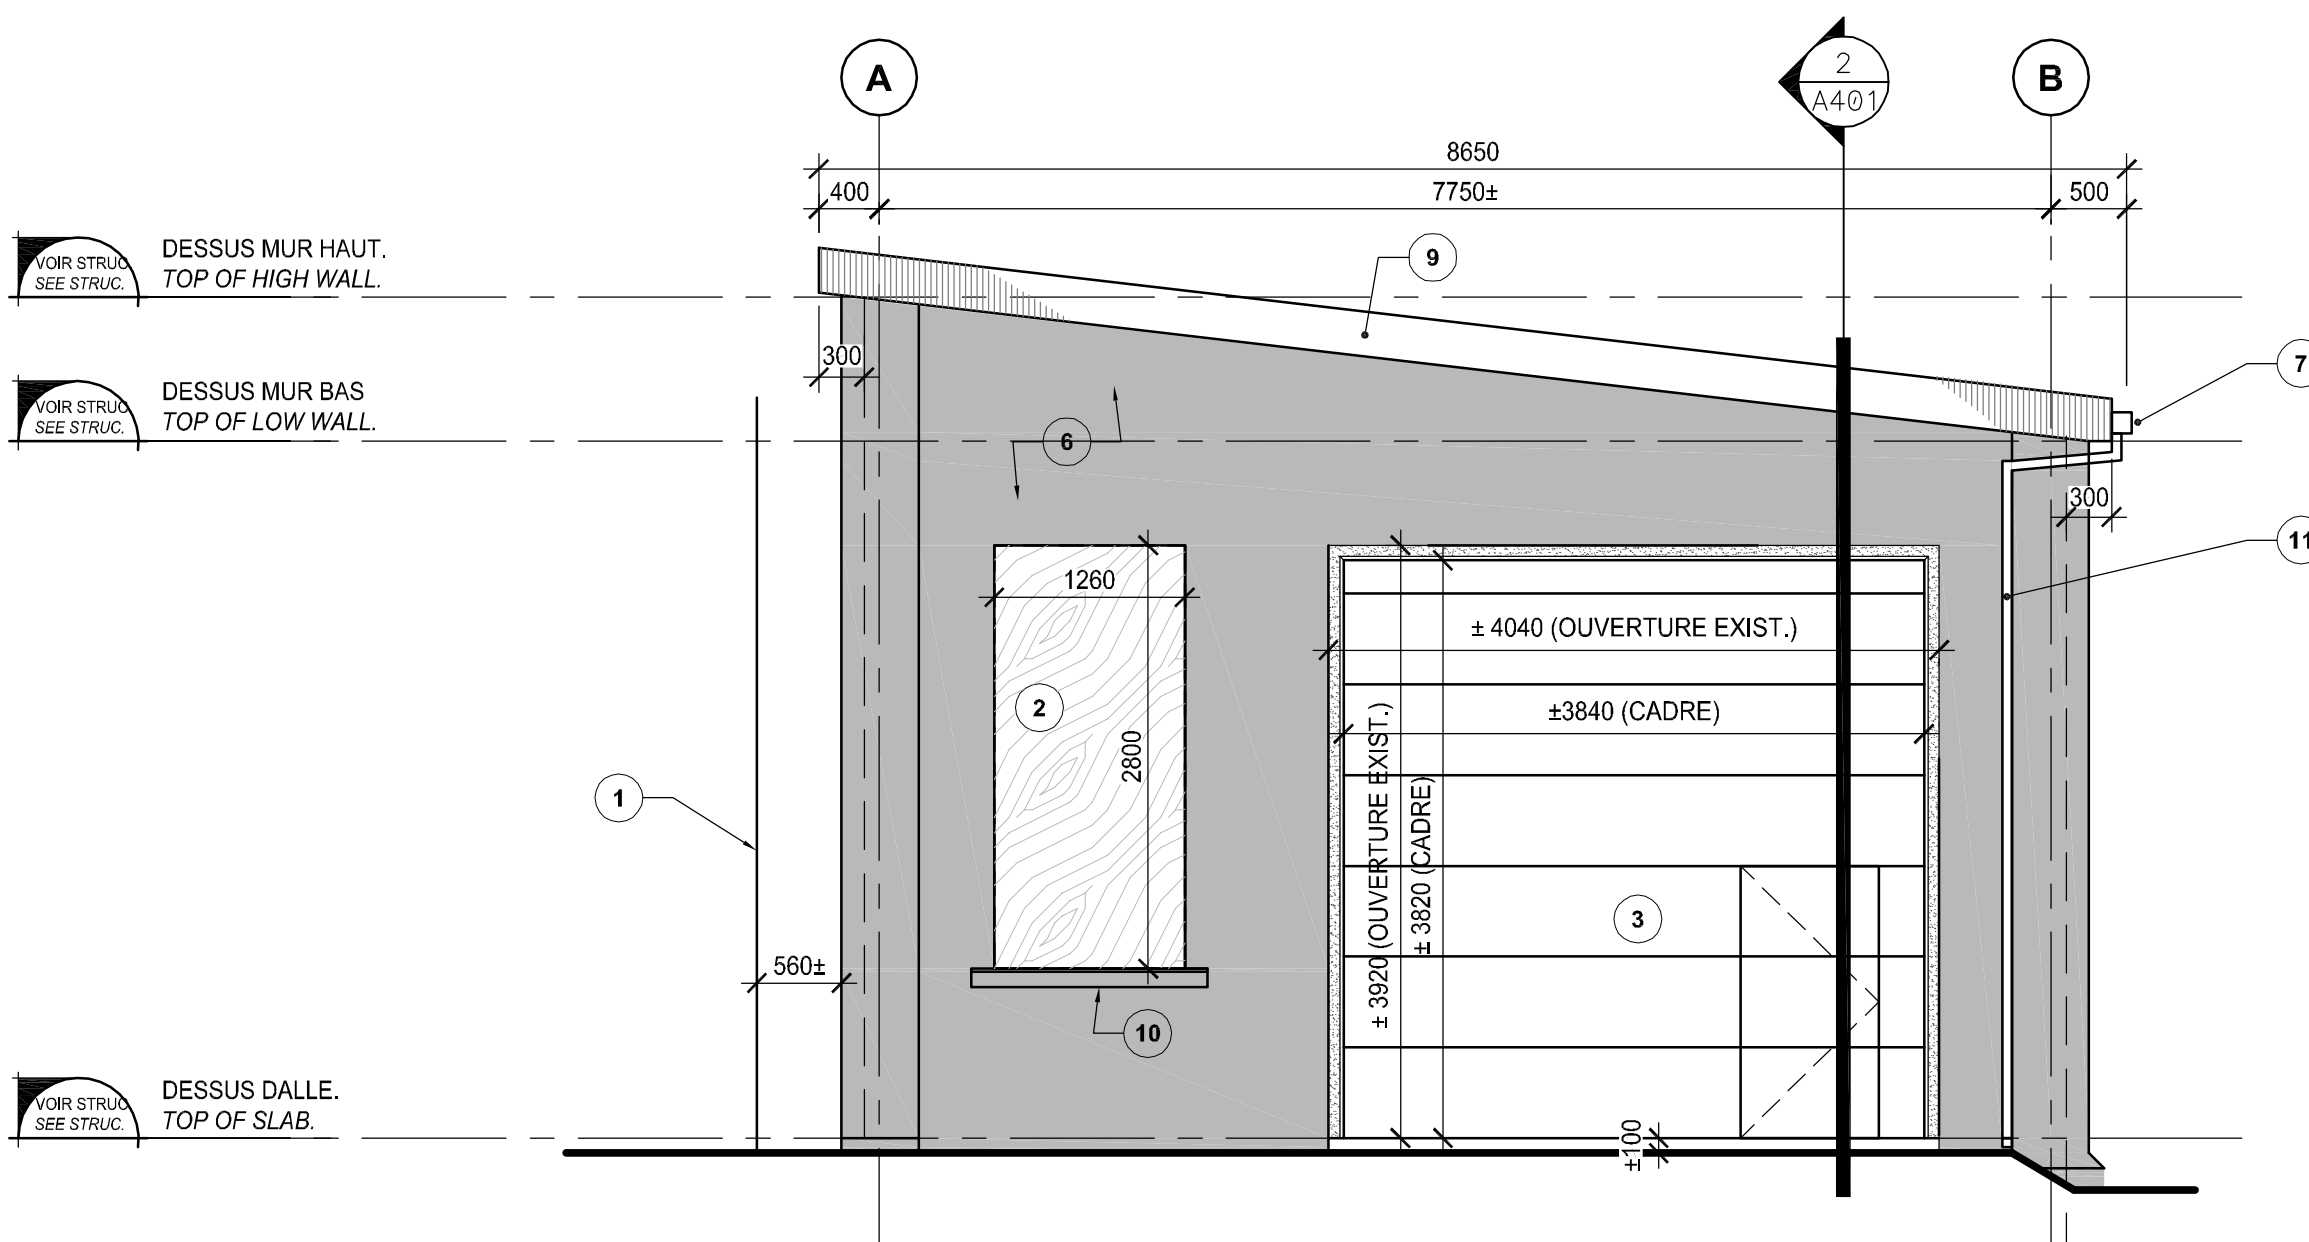 A
2
A401
B
8650
400
7750±
500
VOIR STRUC
SEE STRUC.
DESSUS MUR HAUT.
TOP OF HIGH WALL.
9
300
7
VOIR STRUC
SEE STRUC.
DESSUS MUR BAS
TOP OF LOW WALL.
6
300
11
1260
± 4040 (OUVERTURE EXIST.)
2
±3840 (CADRE)
2800
± 3920 (OUVERTURE EXIST.)
± 3820 (CADRE)
1
3
560±
10
VOIR STRUC
SEE STRUC.
DESSUS DALLE.
TOP OF SLAB.
±100